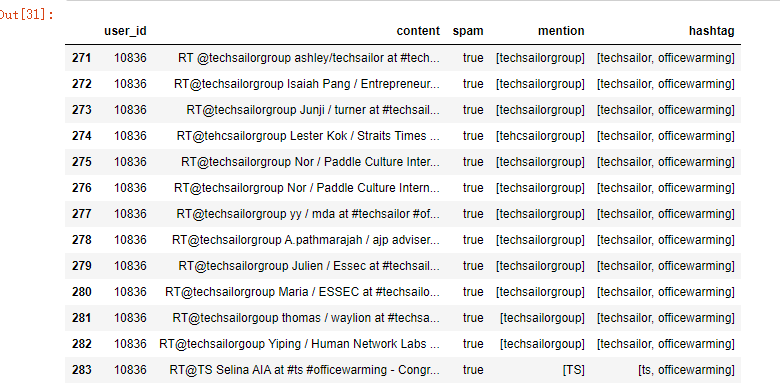 Out[31]:
user_id content spam mention hashtag
271 10836 RT @techsailorgroup ashley/techsailor at #tech... true [techsailorgroup] [techsailor, officewarming]
272 10836 RT@techsailorgroup Isaiah Pang / Entrepreneur... true [techsailorgroup] [techsailor, officewarming]
273 10836 RT@techsailorgroup Junji / turner at #techsail... true [techsailorgroup] [techsailor, officewarming]
274 10836 RT@tehcsailorgroup Lester Kok / Straits Times ... true [tehcsailorgroup] [techsailor, officewarming]
275 10836 RT@techsailorgroup Nor / Paddle Culture Inter... true [techsailorgroup] [techsailor, officewarming]
276 10836 RT@techsailorgroup Nor / Paddle Culture Intern... true [techsailorgroup] [techsailor, officewarming]
277 10836 RT@techsailorgroup yy / mda at #techsailor #of... true [techsailorgroup] [techsailor, officewarming]
278 10836 RT@techsailorgroup A.pathmarajah / ajp adviser... true [techsailorgroup] [techsailor, officewarming]
279 10836 RT@techsailorgroup Julien / Essec at #techsail... true [techsailorgroup] [techsailor, officewarming]
280 10836 RT@techsailorgroup Maria / ESSEC at #techsailo... true [techsailorgroup] [techsailor, officewarming]
281 10836 RT@techsailorgoup thomas / waylion at #techsa... true [techsailorgoup] [techsailor, officewarming]
282 10836 RT@techsailorgoup Yiping / Human Network Labs ... true [techsailorgoup] [techsailor, officewarming]
283 10836 RT@TS Selina AIA at #ts #officewarming - Congr... true [TS] [ts, officewarming]